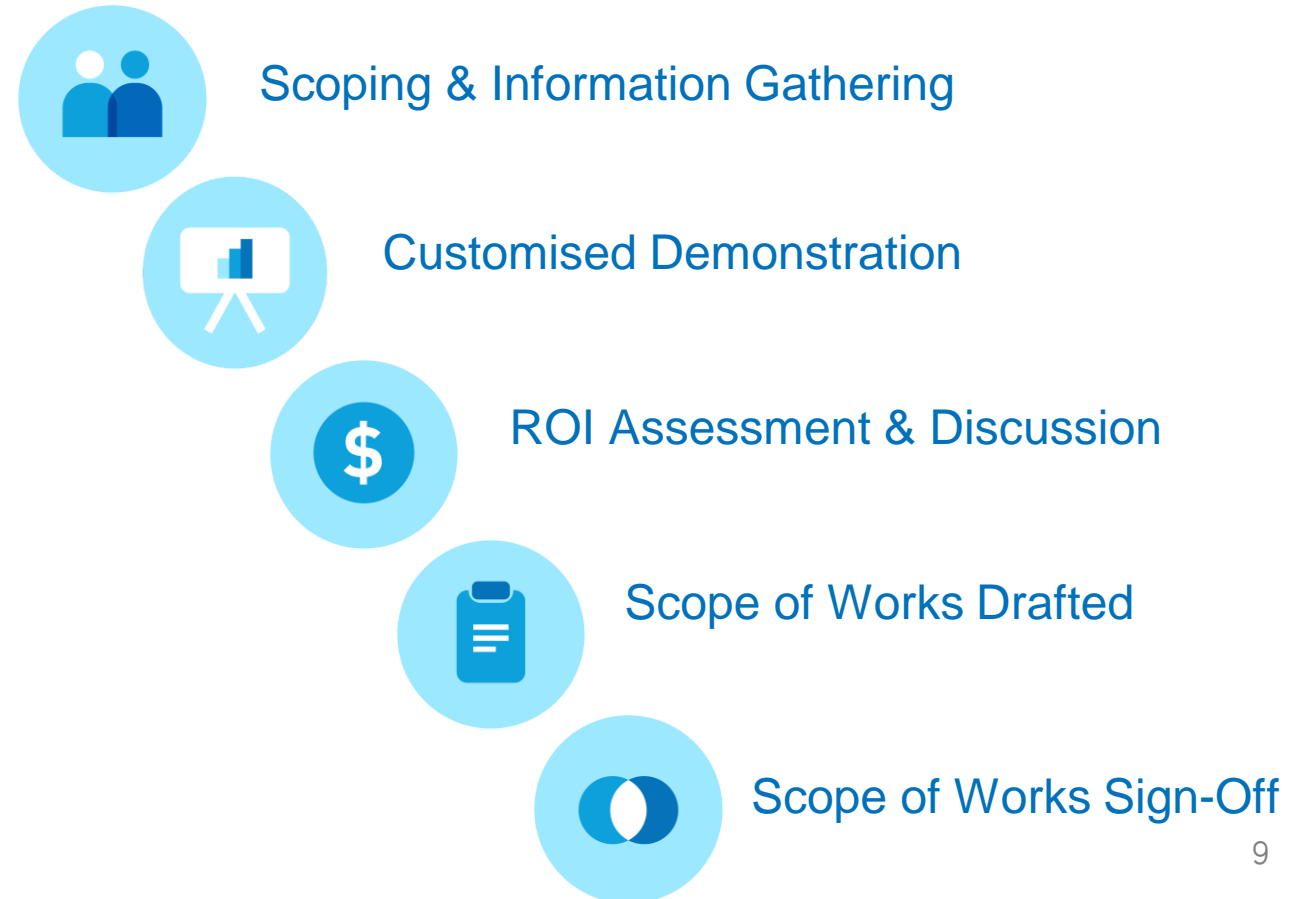 Scoping & Information Gathering
Customised Demonstration
$
ROI Assessment & Discussion
Scope of Works Drafted
Scope of Works Sign-Off
9